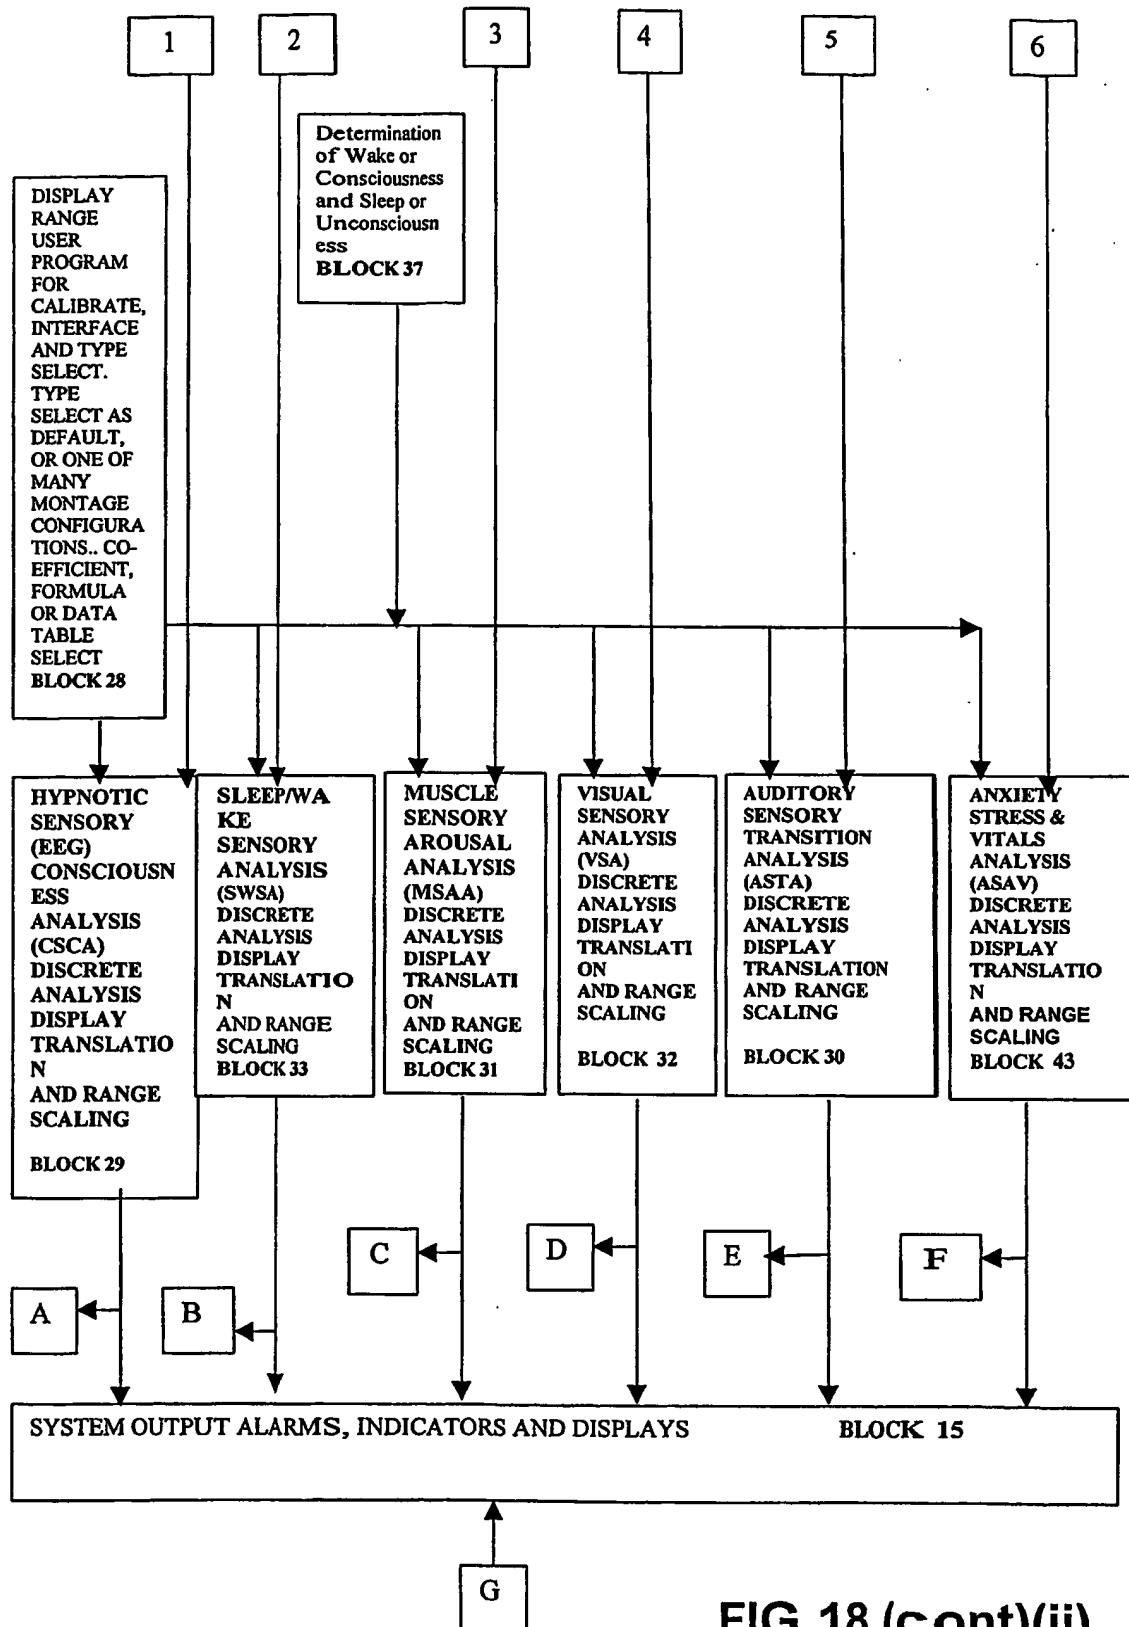 1
2
3
4
5
6
Determination
of Wake or
Consciousness
and Sleep or
Unconsciousn
ess
BLOCK 37
DISPLAY
RANGE
USER
PROGRAM
FOR
CALIBRATE,
INTERFACE
AND TYPE
SELECT.
TYPE
SELECT AS
DEFAULT,
OR ONE OF
MANY
MONTAGE
CONFIGURA
TIONS.. CO-
EFFICIENT,
FORMULA
OR DATA
TABLE
SELECT
BLOCK 28
HYPNOTIC
SENSORY
(EEG)
CONSCIOUSN
ESS
ANALYSIS
(CSCA)
DISCRETE
ANALYSIS
DISPLAY
TRANSLATIO
N
AND RANGE
SCALING
BLOCK 29
SLEEP/WA
KE
SENSORY
ANALYSIS
(SWSA)
DISCRETE
ANALYSIS
DISPLAY
TRANSLATIO
N
AND RANGE
SCALING
BLOCK 33
MUSCLE
SENSORY
AROUSAL
ANALYSIS
(MSAA)
DISCRETE
ANALYSIS
DISPLAY
TRANSLATI
ON
AND RANGE
SCALING
BLOCK 31
VISUAL
SENSORY
ANALYSIS
(VSA)
DISCRETE
ANALYSIS
DISPLAY
TRANSLATI
ON
AND RANGE
SCALING
BLOCK 32
AUDITORY
SENSORY
TRANSITION
ANALYSIS
(ASTA)
DISCRETE
ANALYSIS
DISPLAY
TRANSLATION
AND RANGE
SCALING
BLOCK 30
ANXIETY
STRESS &
VITALS
ANALYSIS
(ASAV)
DISCRETE
ANALYSIS
DISPLAY
TRANSLATIO
N
AND RANGE
SCALING
BLOCK 43
A
B
C
D
E
F
SYSTEM OUTPUT ALARMS, INDICATORS AND DISPLAYS BLOCK 15
G
FIG 18 (cont)(ii)